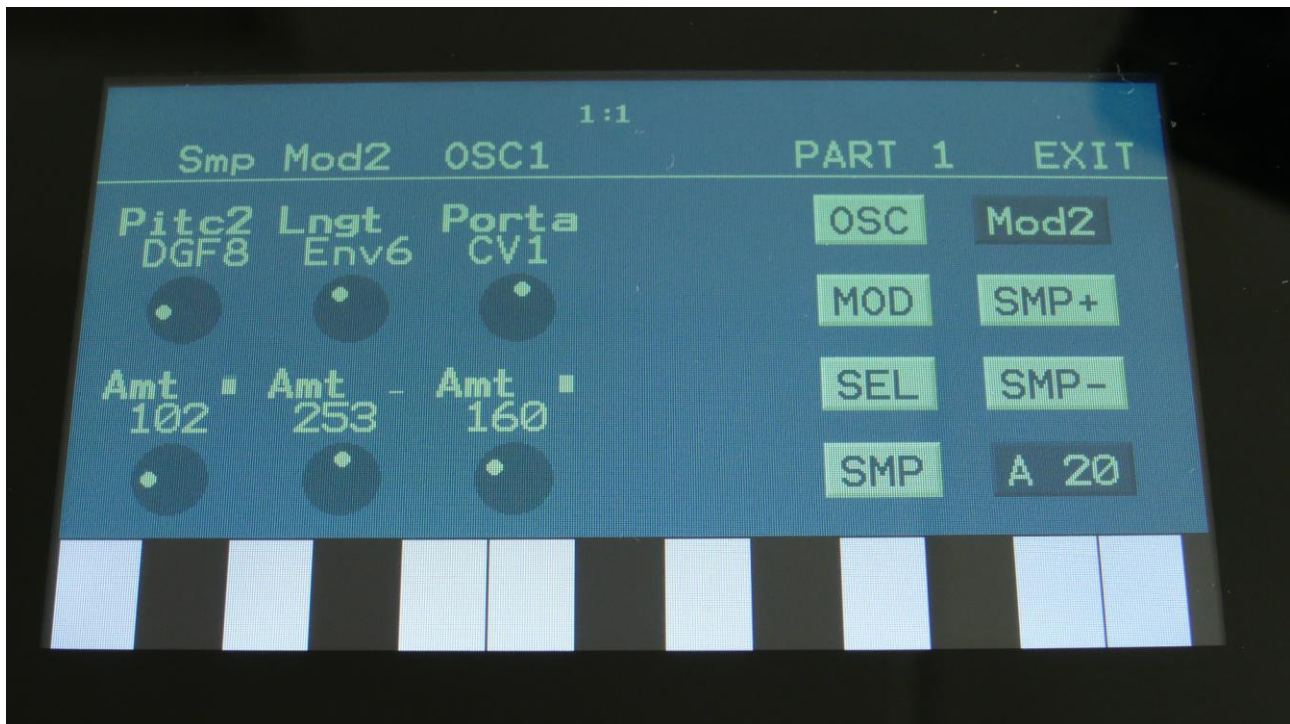 1:1
Smp Mod2 OSC1 PART 1 EXIT
Pitc2 Lngt Porta OSC Mod2
DGF8 Env6 CV1
MOD SMP+
Amt Amt - Amt SEL SMP-
102 253 160
SMP A 20